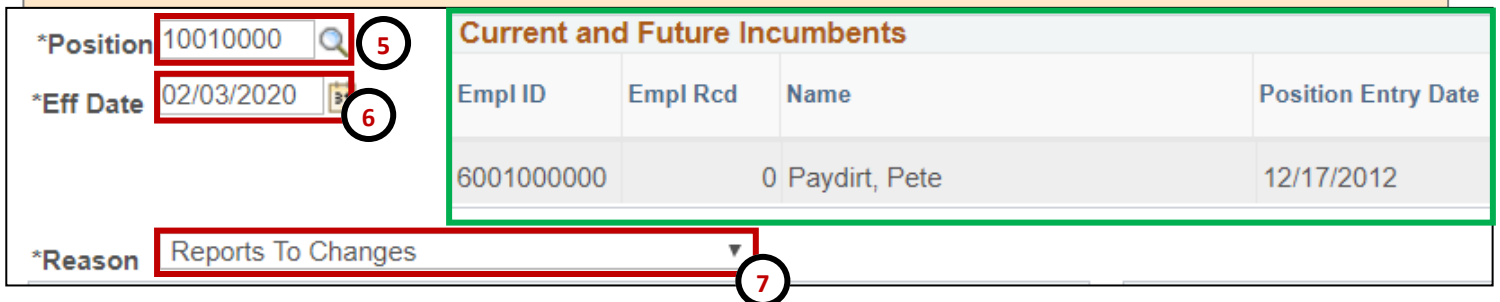 *Position 10010000 5
*Eff Date 02/03/2020 31 6
Current and Future Incumbents
Empl ID Empl Rcd Name Position Entry Date
6001000000 0 Paydirt, Pete 12/17/2012
*Reason Reports To Changes 7